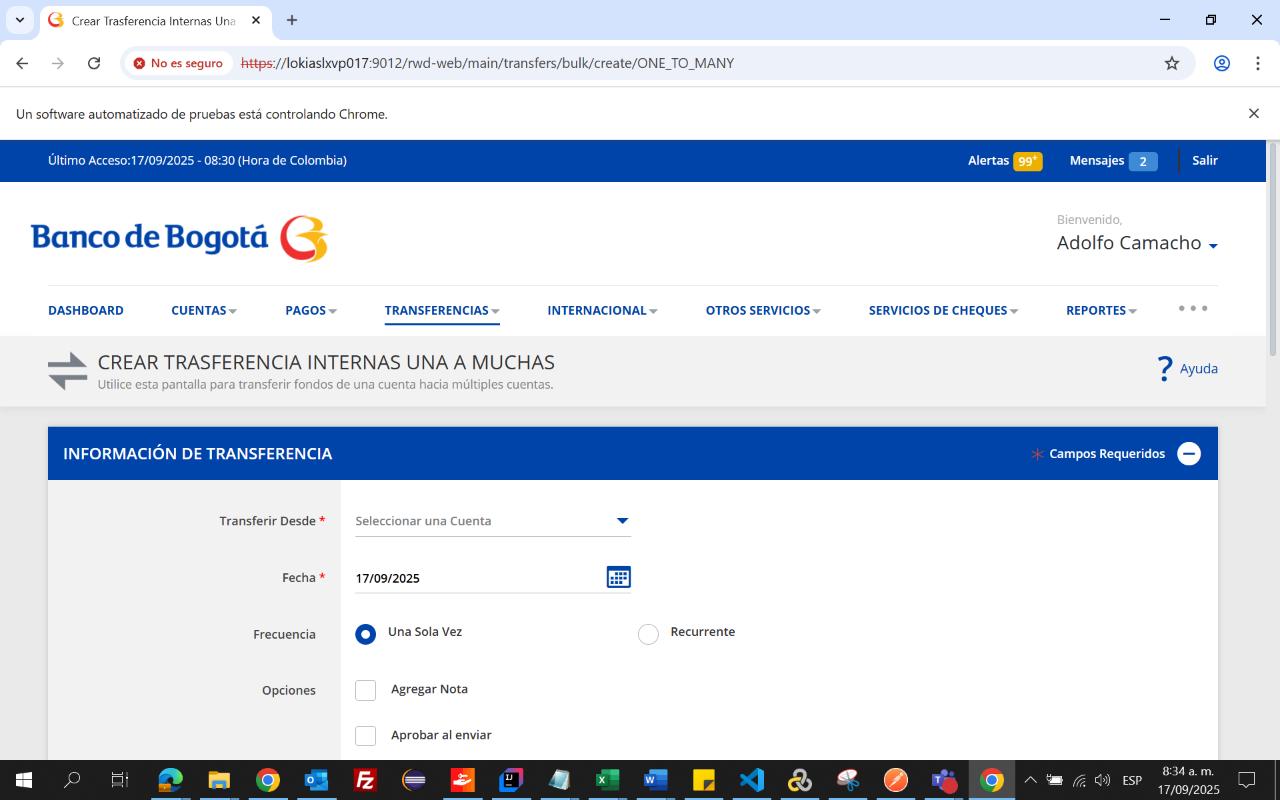 Crear Trasferencia Internas Una
No es seguro
https://lokiaslxvp017:9012/rwd-web/main/transfers/bulk/create/ONE_TO_MANY
Un software automatizado de pruebas está controlando Chrome.
Último Acceso:17/09/2025 - 08:30 (Hora de Colombia)
Alertas 99+
Mensajes 2
Salir
Banco de Bogotá
Bienvenido,
Adolfo Camacho
DASHBOARD
CUENTAS
PAGOS
TRANSFERENCIAS
INTERNACIONAL
OTROS SERVICIOS
SERVICIOS DE CHEQUES
REPORTES
CREAR TRASFERENCIA INTERNAS UNA A MUCHAS
Utilice esta pantalla para transferir fondos de una cuenta hacia múltiples cuentas.
? Ayuda
INFORMACIÓN DE TRANSFERENCIA
* Campos Requeridos
Transferir Desde *
Seleccionar una Cuenta
Fecha *
17/09/2025
Frecuencia
Una Sola Vez
Recurrente
Opciones
Agregar Nota
Aprobar al enviar
ESP
8:34 a. m.
17/09/2025